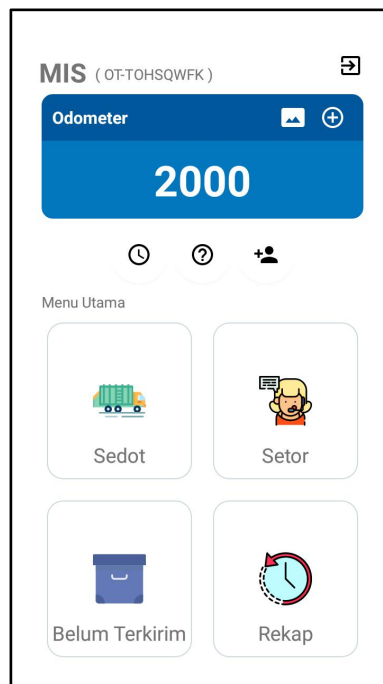 MIS ( OT-TOHSQWFK )
Odometer
2000
Menu Utama
Sedot
Setor
Belum Terkirim
Rekap